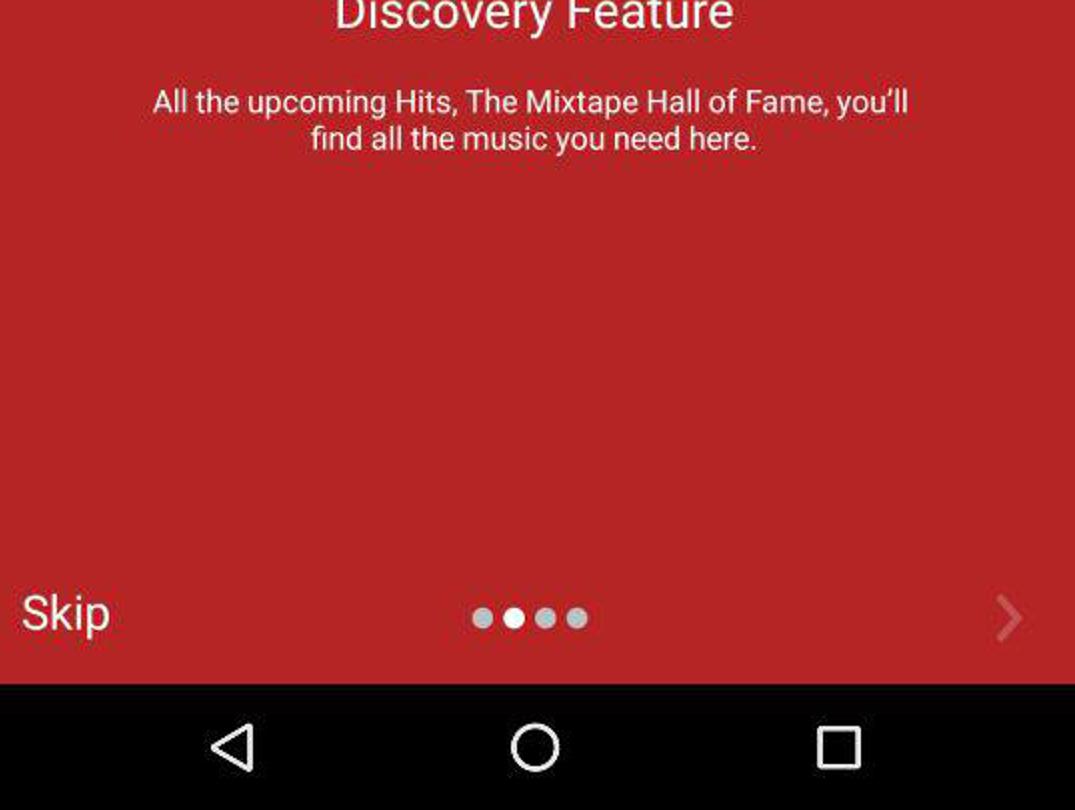 Discovery Feature
All the upcoming Hits, The Mixtape Hall of Fame, you’ll
find all the music you need here.
Skip